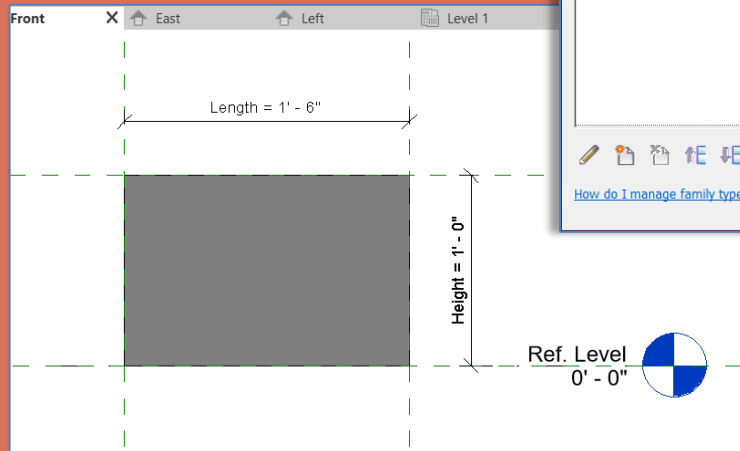 Front
East
Left
Level 1
Length = 1' - 6"
Height = 1' - 0"
How do I manage family type
Ref. Level
0' - 0"